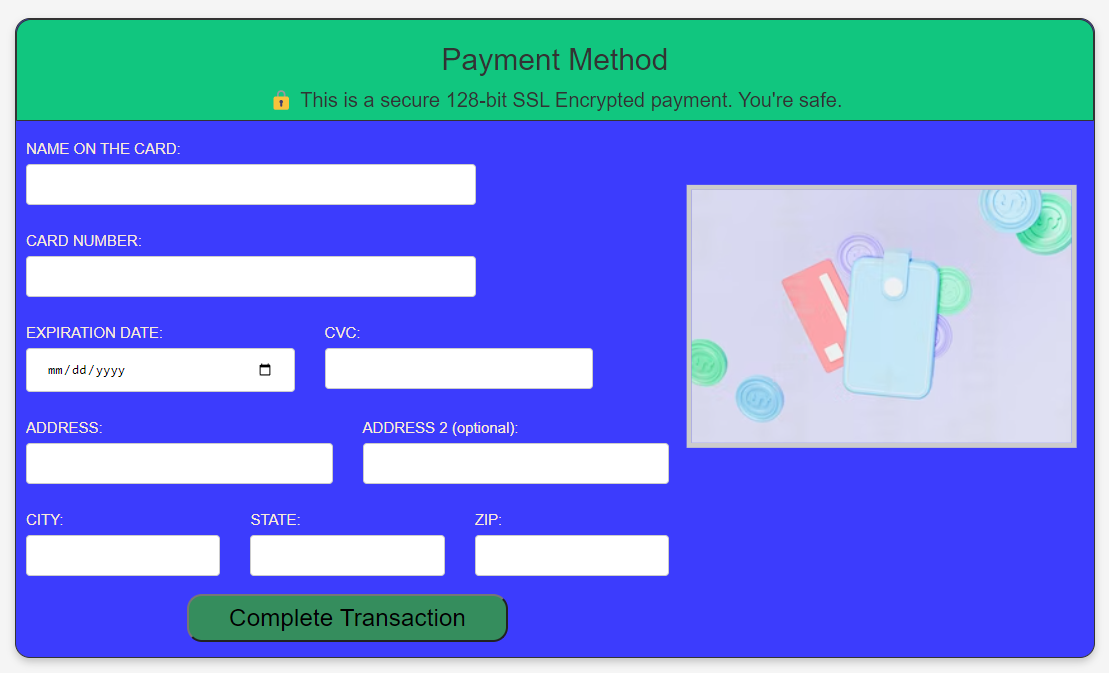 Payment Method
🔒 This is a secure 128-bit SSL Encrypted payment. You're safe.
NAME ON THE CARD:
CARD NUMBER:
EXPIRATION DATE: CVC:
mm/dd/yyyy
ADDRESS: ADDRESS 2 (optional):
CITY: STATE: ZIP:
Complete Transaction